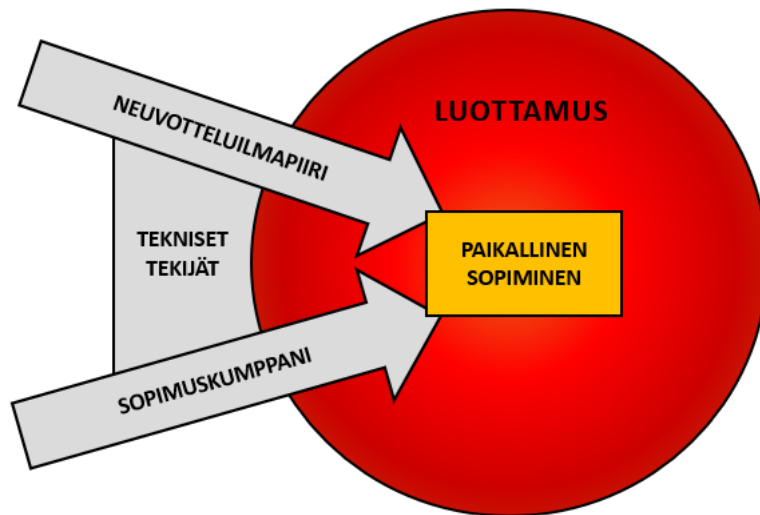 NEUVOTTELUILMAPIIRI
LUOTTAMUS
TEKNISET
TEKIJÄT
PAIKALLINEN
SOPIMINEN
SOPIMUSKUMPPANI